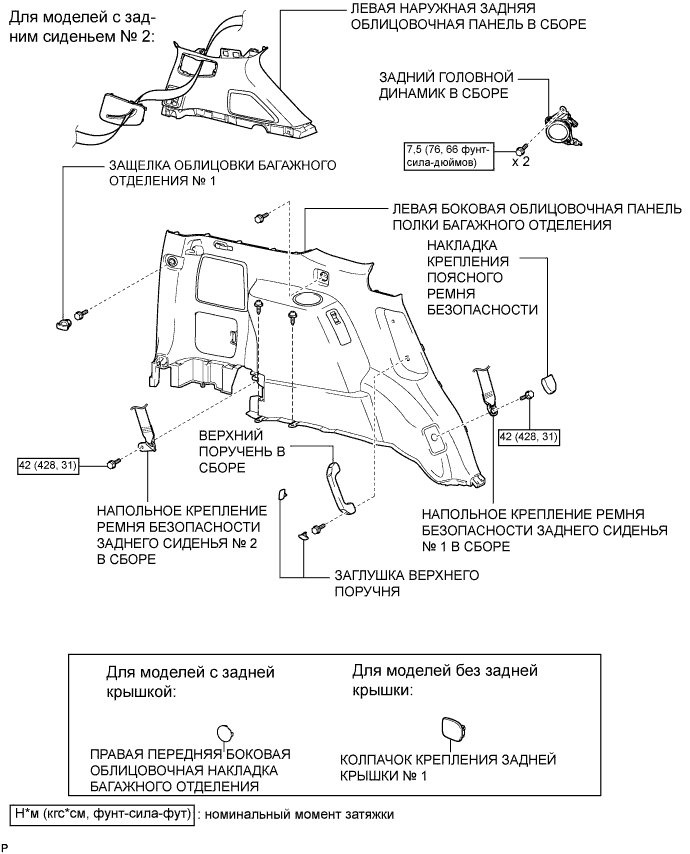 Для моделей с зад-
ним сиденьем № 2:
ЛЕВАЯ НАРУЖНАЯ ЗАДНЯЯ
ОБЛИЦОВОЧНАЯ ПАНЕЛЬ В СБОРЕ
ЗАДНИЙ ГОЛОВНОЙ
ДИНАМИК В СБОРЕ
7,5 (76, 66 фунт-
сила-дюймов)
x 2
ЗАЩЕЛКА ОБЛИЦОВКИ БАГАЖНОГО
ОТДЕЛЕНИЯ № 1
ЛЕВАЯ БОКОВАЯ ОБЛИЦОВОЧНАЯ ПАНЕЛЬ
ПОЛКИ БАГАЖНОГО ОТДЕЛЕНИЯ
НАКЛАДКА
КРЕПЛЕНИЯ
ПОЯСНОГО
РЕМНЯ
БЕЗОПАСНОСТИ
42 (428, 31)
42 (428, 31)
ВЕРХНИЙ
ПОРУЧЕНЬ В
СБОРЕ
НАПОЛЬНОЕ КРЕПЛЕНИЕ
РЕМНЯ БЕЗОПАСНОСТИ
ЗАДНЕГО СИДЕНЬЯ № 2
В СБОРЕ
НАПОЛЬНОЕ КРЕПЛЕНИЕ РЕМНЯ
БЕЗОПАСНОСТИ ЗАДНЕГО СИДЕНЬЯ
№ 1 В СБОРЕ
ЗАГЛУШКА ВЕРХНЕГО
ПОРУЧНЯ
Для моделей с задней
крышкой:
ПРАВАЯ ПЕРЕДНЯЯ БОКОВАЯ
ОБЛИЦОВОЧНАЯ НАКЛАДКА
БАГАЖНОГО ОТДЕЛЕНИЯ
Для моделей без задней
крышки:
КОЛПАЧОК КРЕПЛЕНИЯ ЗАДНЕЙ
КРЫШКИ № 1
Н*м (кгс*см, фунт-сила-фут) : номинальный момент затяжки
P